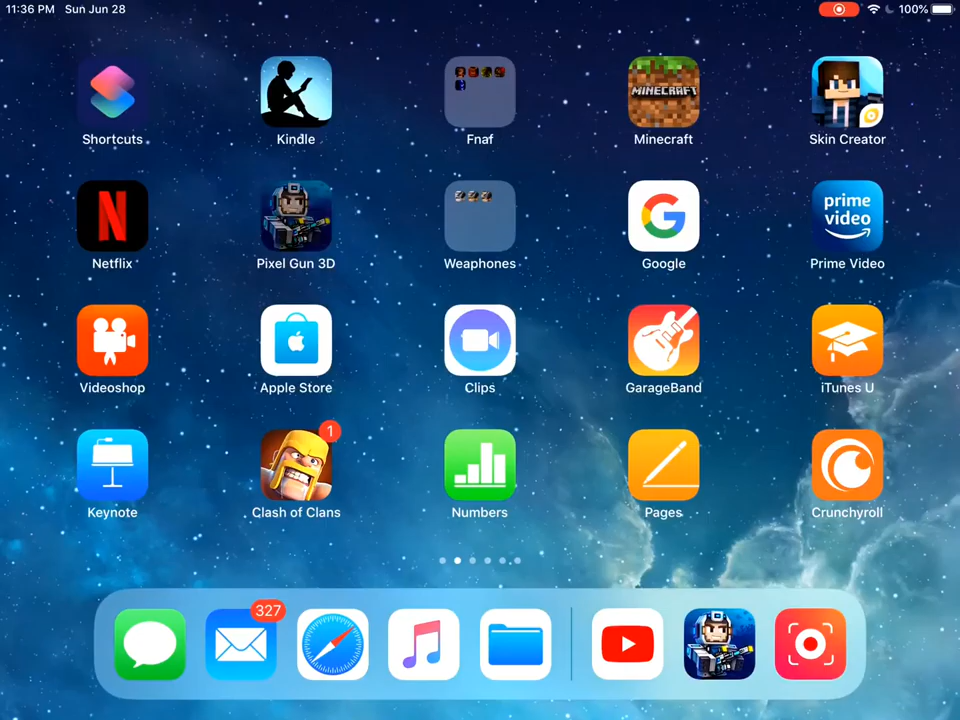 11:36 PM Sun Jun 28 100%
Shortcuts Kindle Fnaf Minecraft Skin Creator
MINECRAFT
prime video
Netflix Pixel Gun 3D Weaphones Google Prime Video
Videoshop Apple Store Clips GarageBand iTunes U
1
Keynote Clash of Clans Numbers Pages Crunchyroll
327